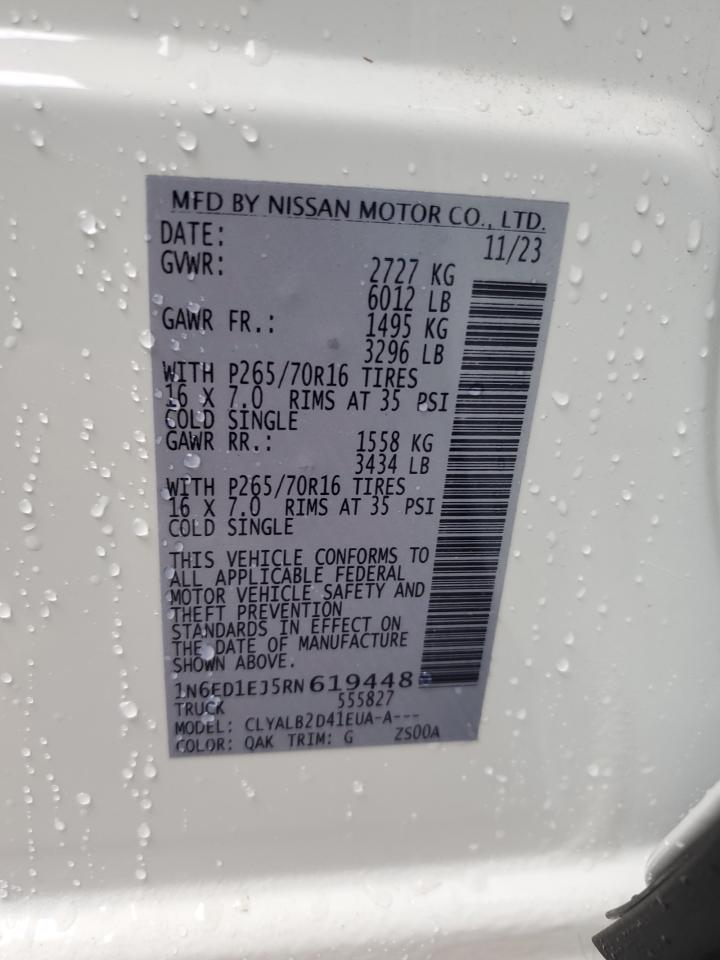 MFD BY NISSAN MOTOR CO., LTD.
DATE: 11/23
GVWR: 2727 KG
6012 LB
GAWR FR.: 1495 KG
3296 LB
WITH P265/70R16 TIRES
16 X 7.0 RIMS AT 35 PSI
COLD SINGLE
GAWR RR.: 1558 KG
3434 LB
WITH P265/70R16 TIRES
16 X 7.0 RIMS AT 35 PSI
COLD SINGLE
THIS VEHICLE CONFORMS TO
ALL APPLICABLE FEDERAL
MOTOR VEHICLE SAFETY AND
THEFT PREVENTION
STANDARDS IN EFFECT ON
THE DATE OF MANUFACTURE
SHOWN ABOVE.
1N6ED1EJ5RN619448
TRUCK 555827
MODEL: CLYALB2D41EUA-A---
COLOR: QAK TRIM: G ZS00A